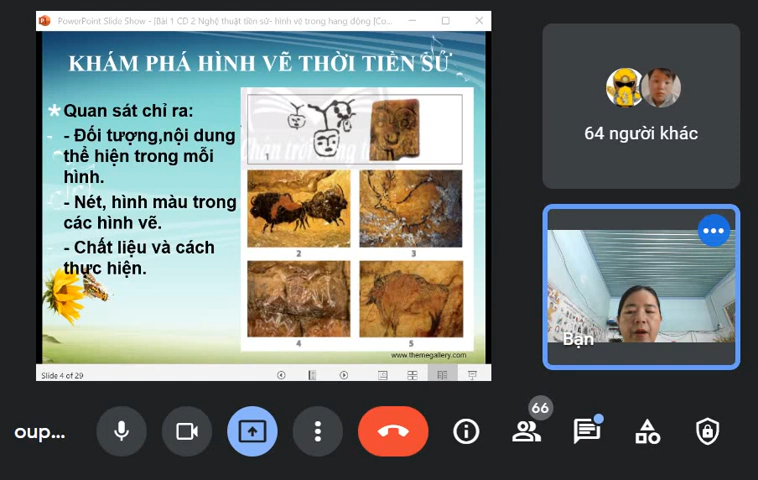 PowerPoint Slide Show - [Bài 1 CD 2 Nghệ thuật tiền sử- hình vẽ trong hang động [Co...
KHÁM PHÁ HÌNH VẼ THỜI TIỀN SỬ
Quan sát chỉ ra:
- Đối tượng,nội dung
thể hiện trong mỗi
hình.
- Nét, hình màu trong
các hình vẽ.
- Chất liệu và cách
thực hiện.
Chân trời
1
2
3
4
5
www.themegallery.com
Slide 4 of 29
64 người khác
Bạn
oup...
66